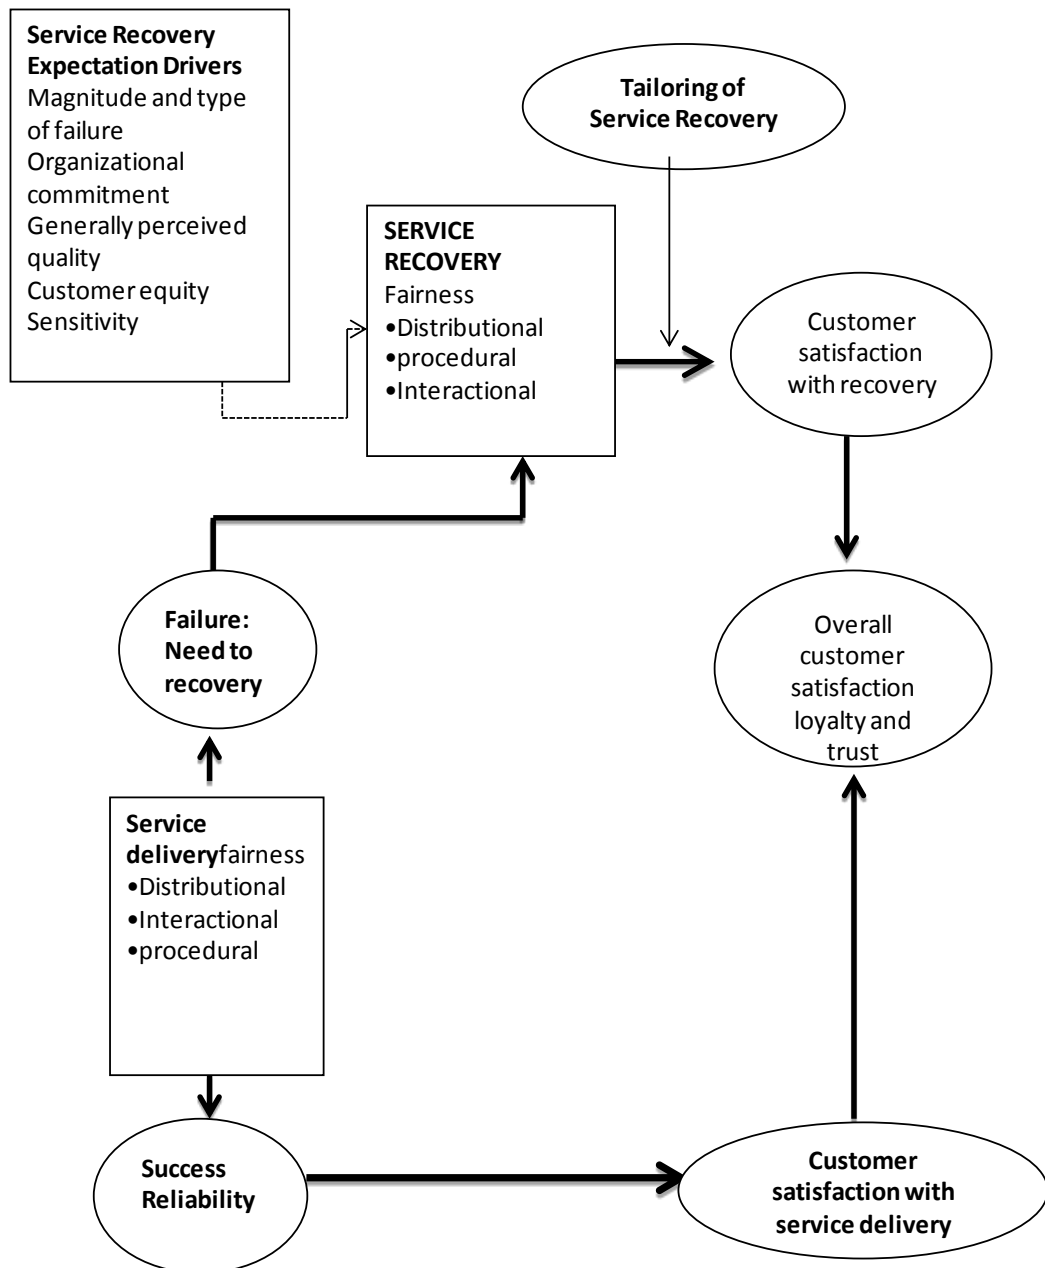 Service Recovery
Expectation Drivers
Magnitude and type
of failure
Organizational
commitment
Generally perceived
quality
Customer equity
Sensitivity
Tailoring of
Service Recovery
SERVICE
RECOVERY
Fairness
•Distributional
•procedural
•Interactional
Customer
satisfaction
with recovery
Failure:
Need to
recovery
Overall
customer
satisfaction
loyalty and
trust
Service
deliveryfairness
•Distributional
•Interactional
•procedural
Success
Reliability
Customer
satisfaction with
service delivery